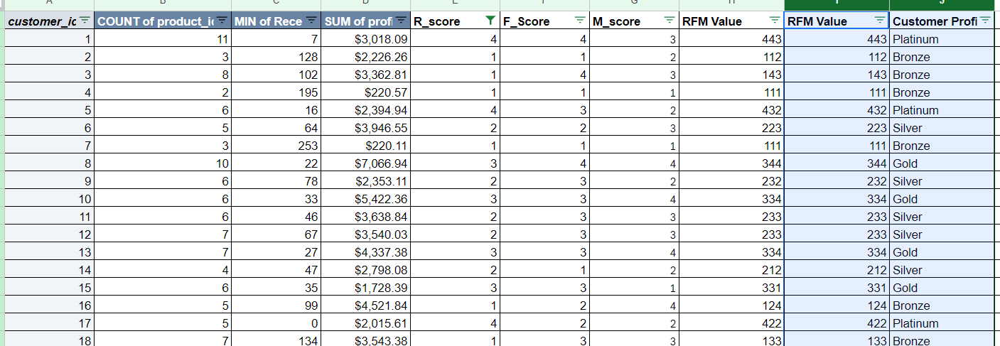 customer_ic COUNT of product_ic MIN of Rece SUM of profi R_score F_Score M_score RFM Value RFM Value Customer Profi
1 11 7 $3,018.09 4 4 3 443 443 Platinum
2 3 128 $2,226.26 1 1 2 112 112 Bronze
3 8 102 $3,362.81 1 4 3 143 143 Bronze
4 2 195 $220.57 1 1 1 111 111 Bronze
5 6 16 $2,394.94 4 3 2 432 432 Platinum
6 5 64 $3,946.55 2 2 3 223 223 Silver
7 3 253 $220.11 1 1 1 111 111 Bronze
8 10 22 $7,066.94 3 4 4 344 344 Gold
9 6 78 $2,353.11 2 3 2 232 232 Silver
10 6 33 $5,422.36 3 3 4 334 334 Gold
11 6 46 $3,638.84 2 3 3 233 233 Silver
12 7 67 $3,540.03 2 3 3 233 233 Silver
13 7 27 $4,337.38 3 3 4 334 334 Gold
14 4 47 $2,798.08 2 1 2 212 212 Silver
15 6 35 $1,728.39 3 3 1 331 331 Gold
16 5 99 $4,521.84 1 2 4 124 124 Bronze
17 5 0 $2,015.61 4 2 2 422 422 Platinum
18 7 134 $3,543.38 1 3 3 133 133 Bronze